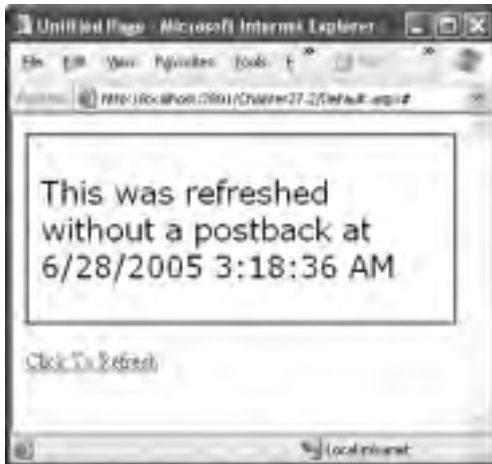 Untitled Page - Microsoft Internet Explorer
File Edit View Favorites Tools
This was refreshed
without a postback at
6/28/2005 3:18:36 AM
Click To Refresh
Local intranet